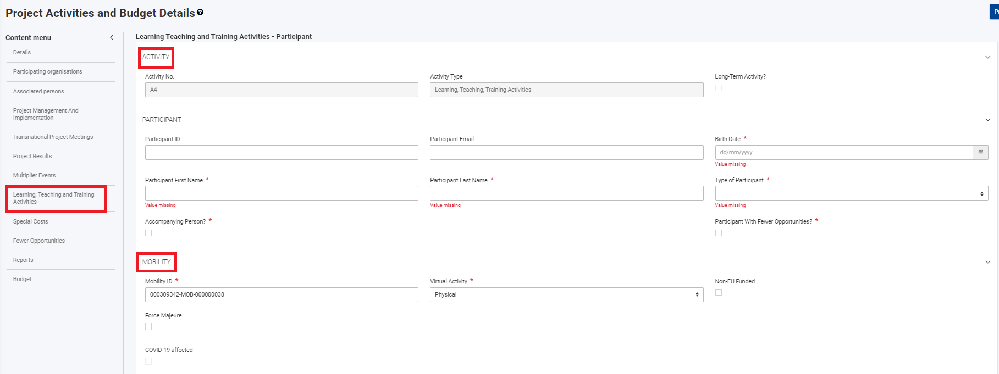 Project Activities and Budget Details
Content menu
Details
Participating organisations
Associated persons
Project Management And
Implementation
Transnational Project Meetings
Project Results
Multiplier Events
Learning, Teaching and Training
Activities
Special Costs
Fewer Opportunities
Reports
Budget
Learning Teaching and Training Activities - Participant
ACTIVITY
Activity No. Activity Type Long-Term Activity?
A4 Learning, Teaching, Training Activities
PARTICIPANT
Participant ID Participant Email Birth Date *
dd/mm/yyyy
Value missing
Participant First Name * Participant Last Name * Type of Participant *
Value missing Value missing Value missing
Accompanying Person? * Participant With Fewer Opportunities? *
MOBILITY
Mobility ID * Virtual Activity * Non-EU Funded
000309342-MOB-000000038 Physical
Force Majeure
COVID-19 affected